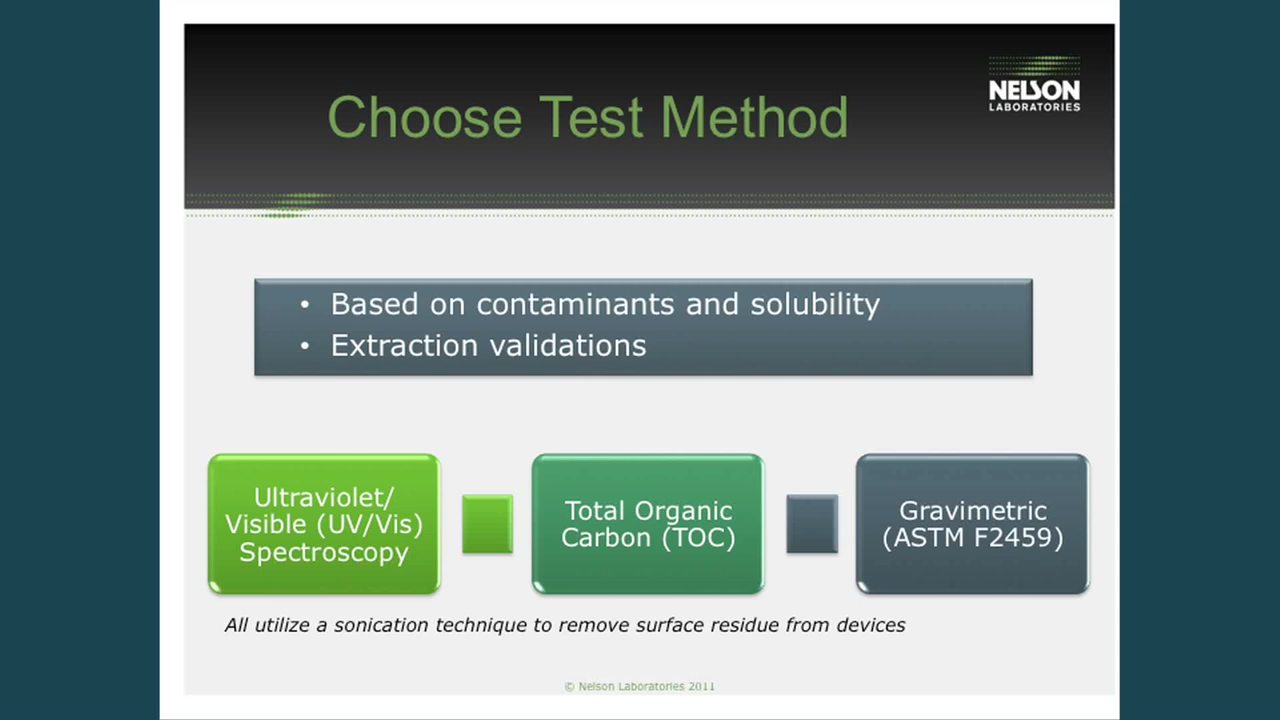 Choose Test Method
NELSON
LABORATORIES
• Based on contaminants and solubility
• Extraction validations
Ultraviolet/
Visible (UV/Vis)
Spectroscopy
Total Organic
Carbon (TOC)
Gravimetric
(ASTM F2459)
All utilize a sonication technique to remove surface residue from devices
© Nelson Laboratories 2011